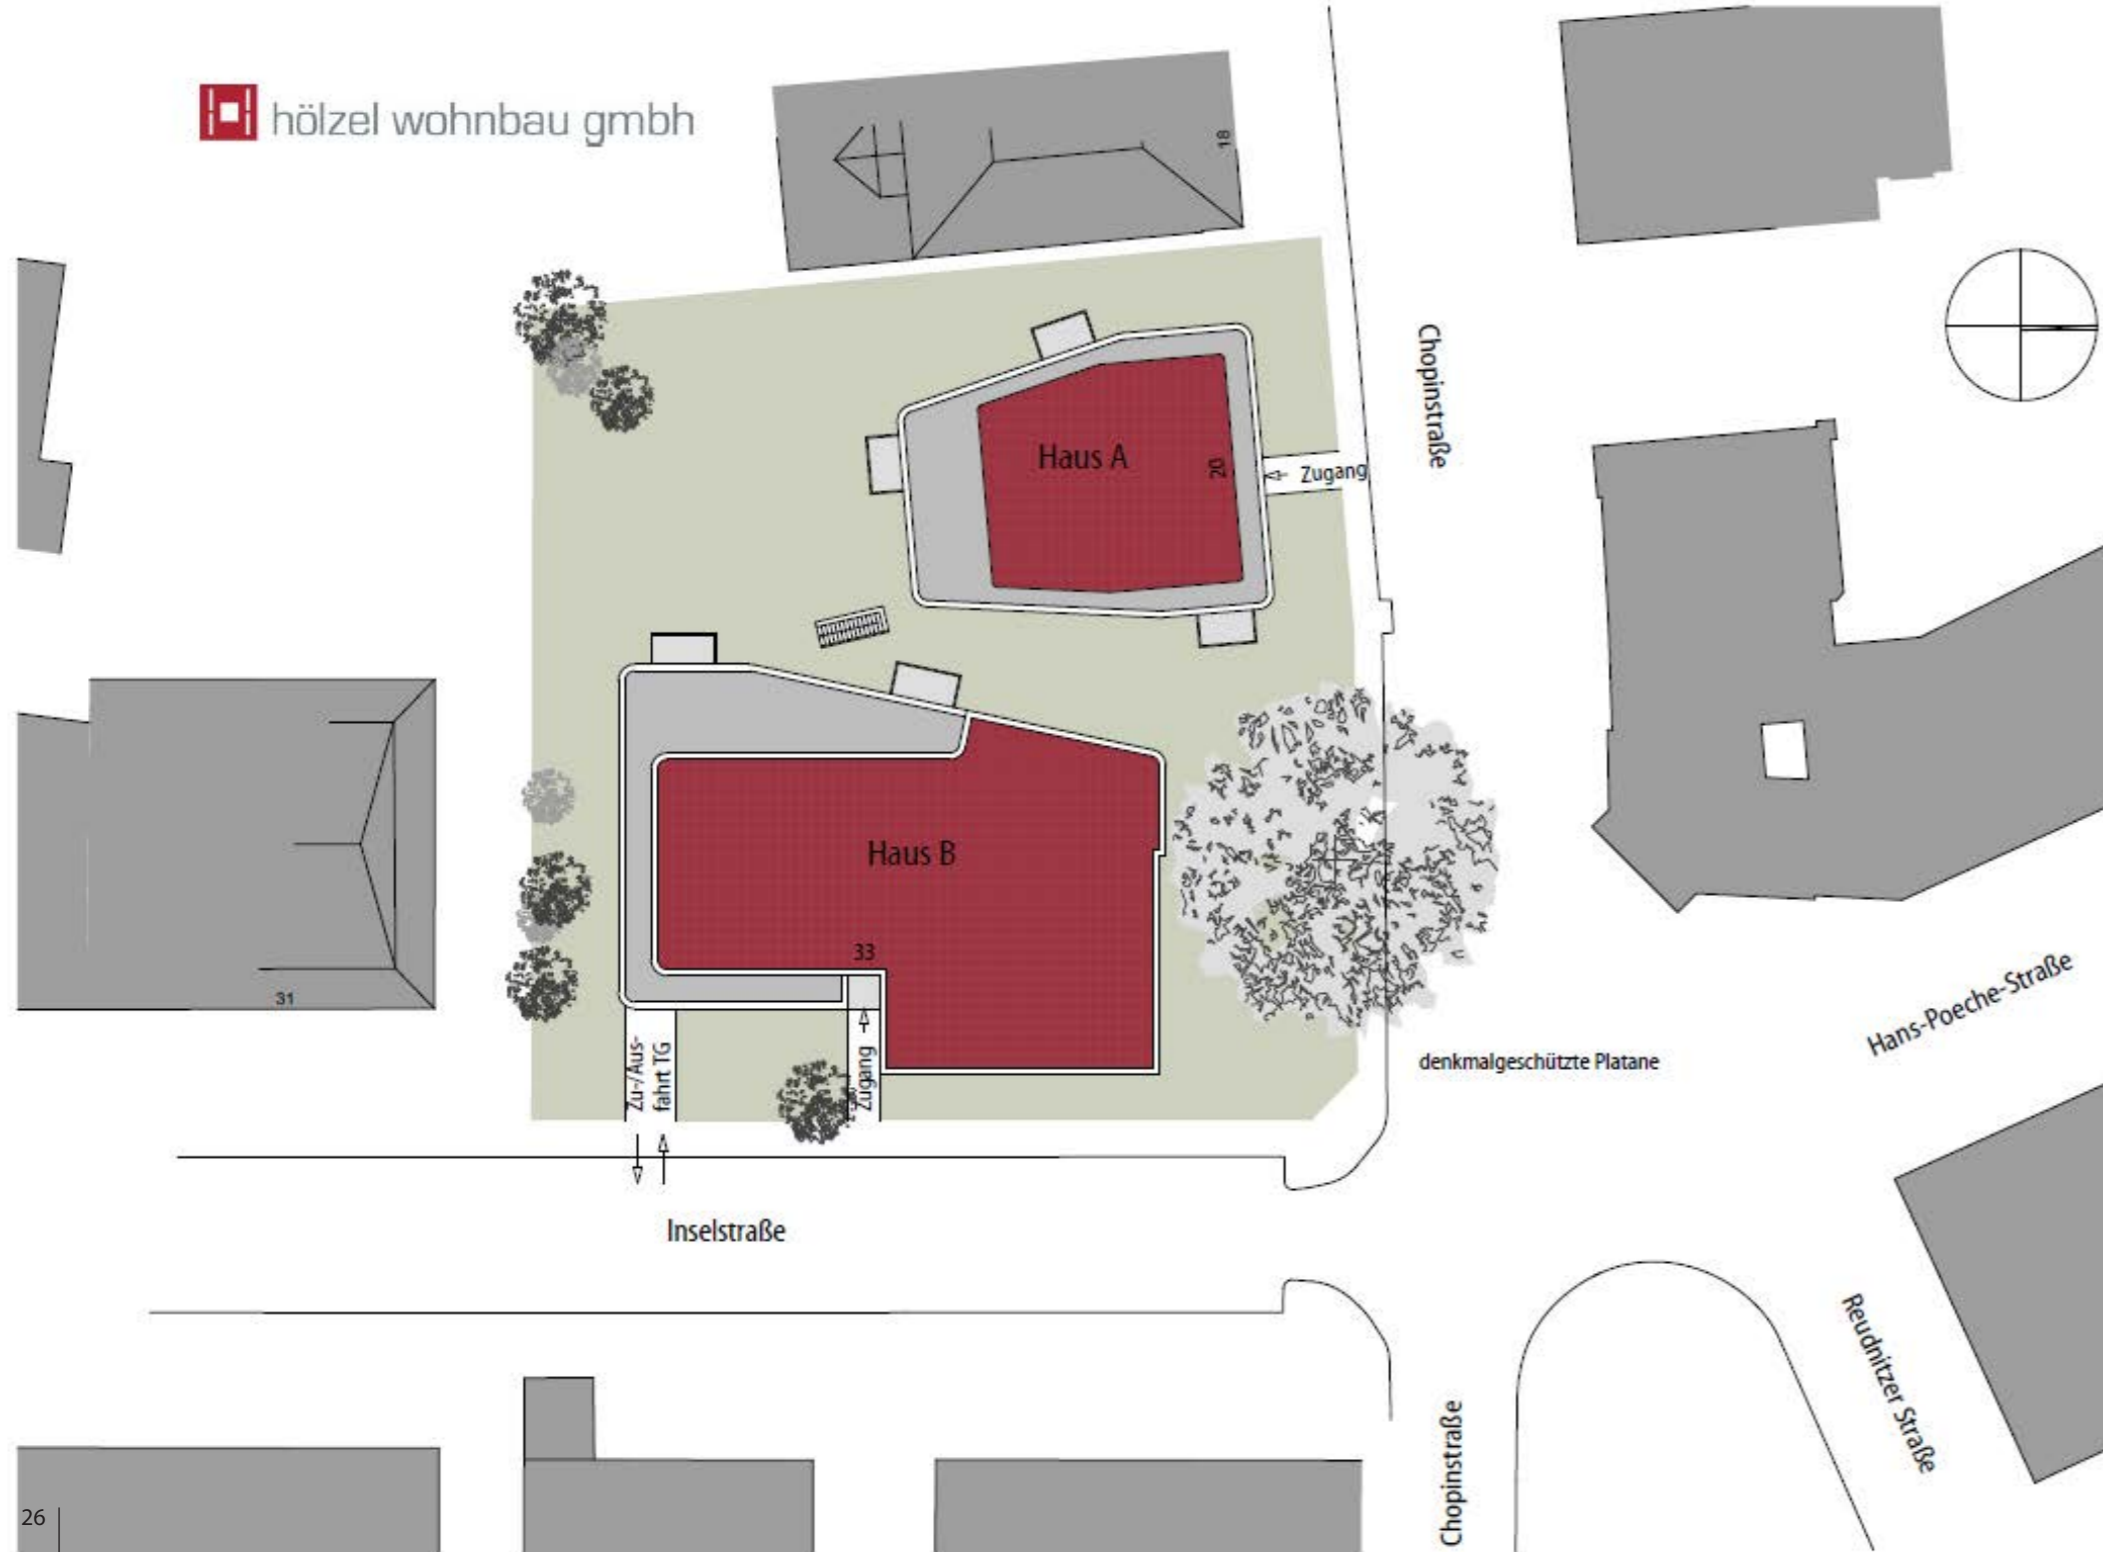 hölzel wohnbau gmbh
18
Chopinstraße
Haus A
20
Zugang
Haus B
33
31
Zu-/Aus-
fahrt TG
Zugang
denkmalgeschützte Platane
Hans-Poeche-Straße
Inselstraße
Reudnitzer Straße
Chopinstraße
26